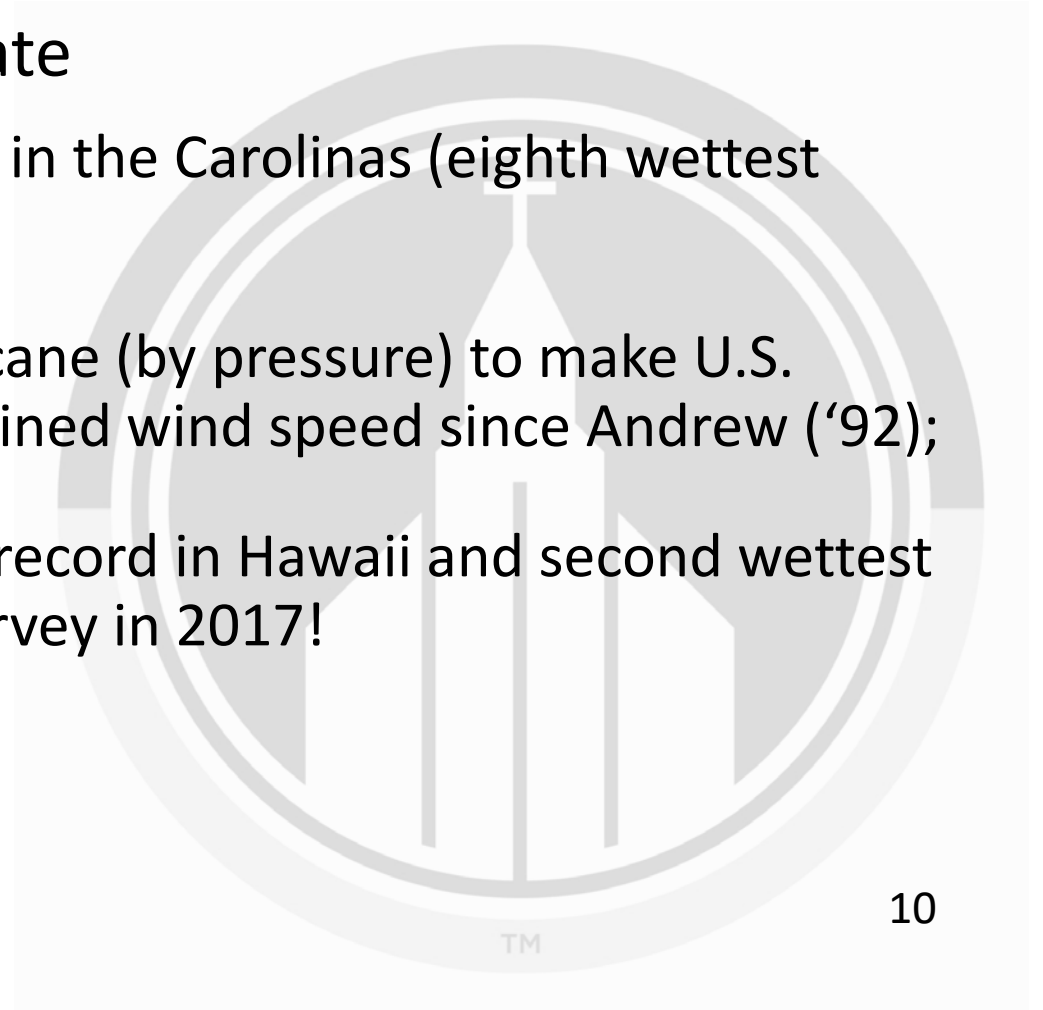 ate
in the Carolinas (eighth wettest
cane (by pressure) to make U.S.
ined wind speed since Andrew (‘92);
record in Hawaii and second wettest
rvey in 2017!
10
TM